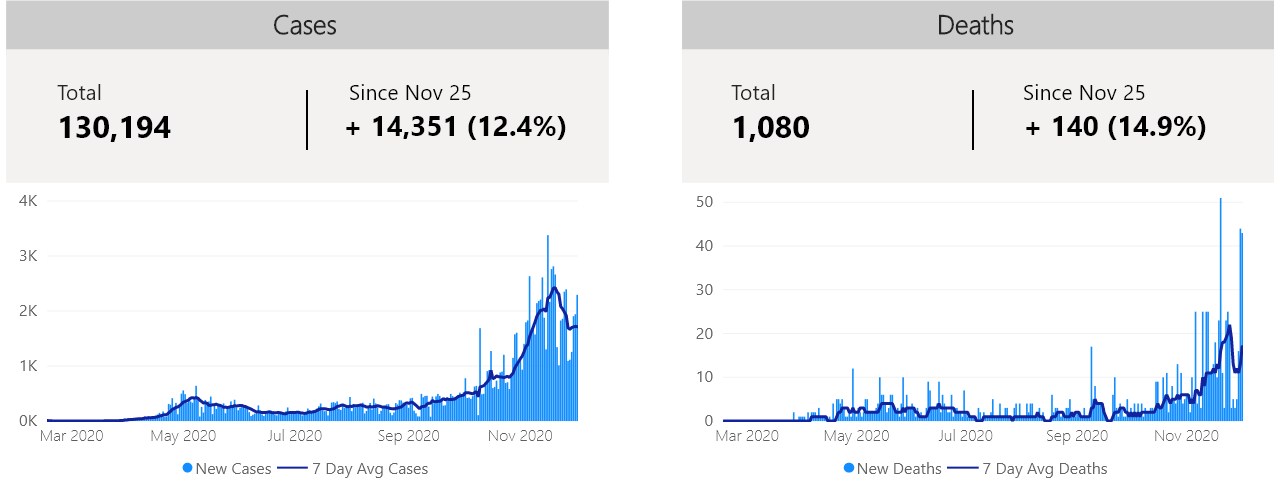 Cases
Total
130,194
Since Nov 25
+ 14,351 (12.4%)
4K
3K
2K
1K
0K
Mar 2020 May 2020 Jul 2020 Sep 2020 Nov 2020
New Cases 7 Day Avg Cases
Deaths
Total
1,080
Since Nov 25
+ 140 (14.9%)
50
40
30
20
10
0
Mar 2020 May 2020 Jul 2020 Sep 2020 Nov 2020
New Deaths 7 Day Avg Deaths